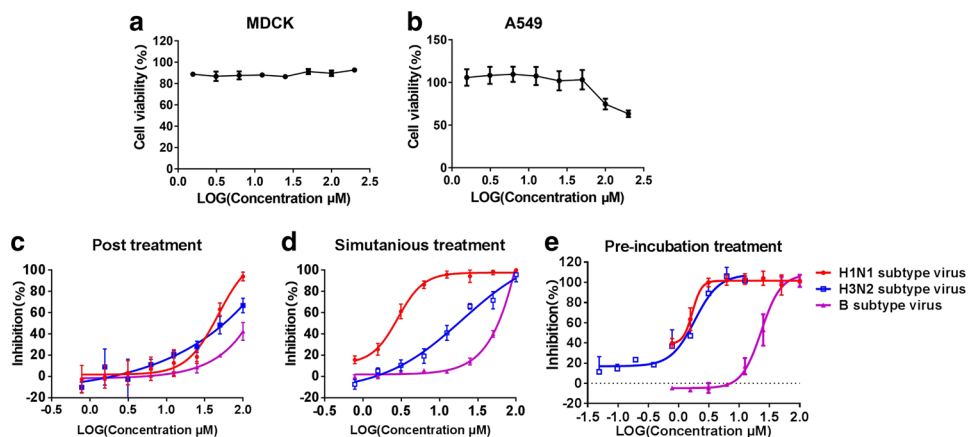 a MDCK
Cell viability(%)
120
100
80
60
40
20
0
0.0 0.5 1.0 1.5 2.0 2.5
LOG(Concentration μM)
b A549
Cell viability(%)
150
100
50
0
0.0 0.5 1.0 1.5 2.0 2.5
LOG(Concentration μM)
c Post treatment
Inhibition(%)
100
80
60
40
20
0
-20
-0.5 0.0 0.5 1.0 1.5 2.0
LOG(Concentration μM)
d Simutanious treatment
Inhibition(%)
100
80
60
40
20
0
-20
-0.5 0.0 0.5 1.0 1.5 2.0
LOG(Concentration μM)
e Pre-incubation treatment
Inhibition(%)
120
100
80
60
40
20
0
-20
-1.5 -1.0 -0.5 0.0 0.5 1.0 1.5 2.0
LOG(Concentration μM)
H1N1 subtype virus
H3N2 subtype virus
B subtype virus